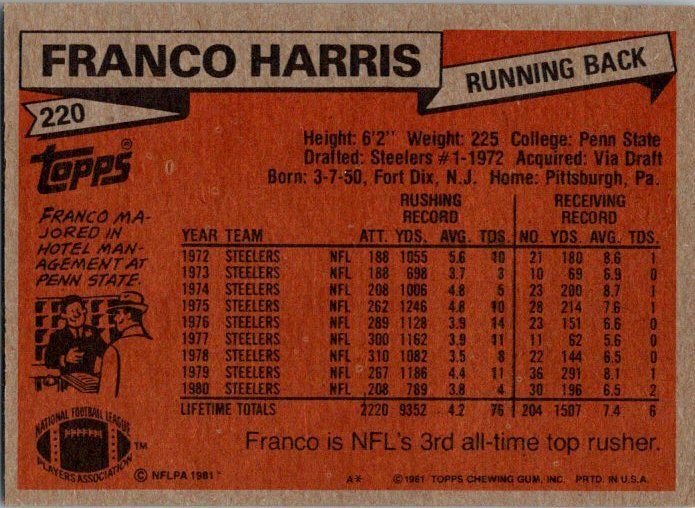 FRANCO HARRIS
RUNNING BACK
220
Topps®
Height: 6'2" Weight: 225 College: Penn State
Drafted: Steelers #1-1972 Acquired: Via Draft
Born: 3-7-50, Fort Dix, N.J. Home: Pittsburgh, Pa.
FRANCO MA-
JORED IN
HOTEL MAN-
AGEMENT AT
PENN STATE.
RUSHING RECORD RECEIVING RECORD
YEAR TEAM ATT. YDS. AVG. TDS. NO. YDS. AVG. TDS.
1972 STEELERS NFL 188 1055 5.6 10 21 180 8.6 1
1973 STEELERS NFL 188 698 3.7 3 10 69 6.9 0
1974 STEELERS NFL 208 1006 4.8 5 23 200 8.7 1
1975 STEELERS NFL 262 1246 4.8 10 28 214 7.6 1
1976 STEELERS NFL 289 1128 3.9 14 23 151 6.6 0
1977 STEELERS NFL 300 1162 3.9 11 11 62 5.6 0
1978 STEELERS NFL 310 1082 3.5 8 22 144 6.5 0
1979 STEELERS NFL 267 1186 4.4 11 36 291 8.1 1
1980 STEELERS NFL 208 789 3.8 4 30 196 6.5 2
LIFETIME TOTALS 2220 9352 4.2 76 204 1507 7.4 6
Franco is NFL's 3rd all-time top rusher.
NATIONAL FOOTBALL LEAGUE
PLAYERS ASSOCIATION
™
© NFLPA 1981
A* © 1981 TOPPS CHEWING GUM, INC. PRTD. IN U.S.A.